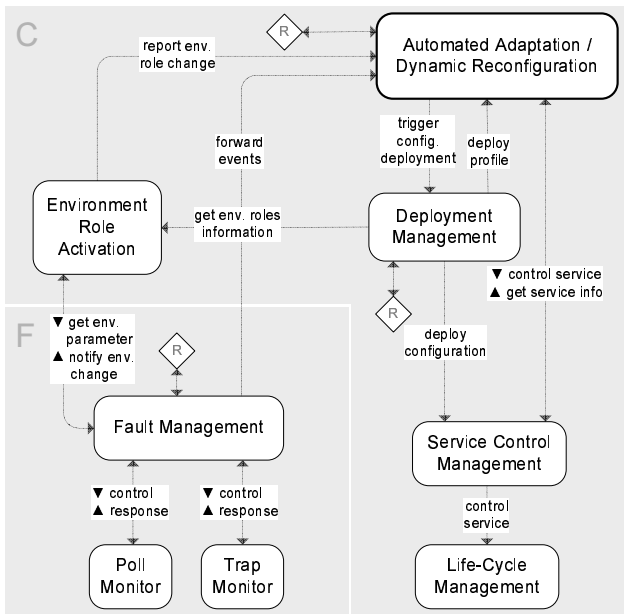 C
R
Automated Adaptation /
Dynamic Reconfiguration
report env.
role change
trigger
config.
deployment
deploy
profile
forward
events
Environment
Role
Activation
get env. roles
information
Deployment
Management
▼ control service
▲ get service info
R
F
▼ get env.
parameter
▲ notify env.
change
R
deploy
configuration
Fault Management
Service Control
Management
▼ control
▲ response
▼ control
▲ response
control
service
Poll
Monitor
Trap
Monitor
Life-Cycle
Management